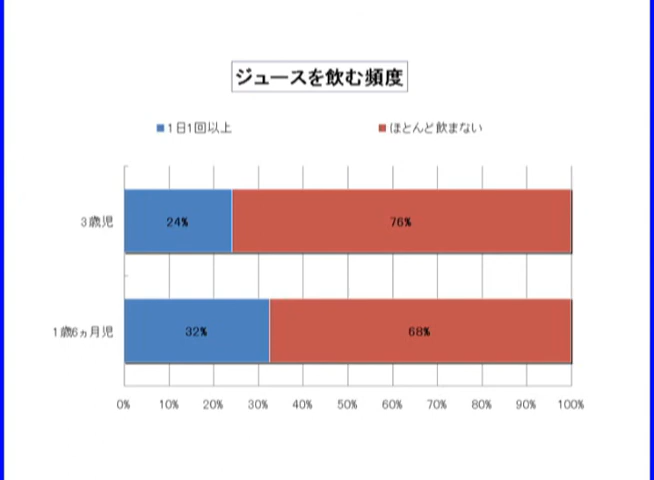 ジュースを飲む頻度
1日1回以上 ほとんど飲まない
3歳児 24% 76%
1歳6ヵ月児 32% 68%
0% 10% 20% 30% 40% 50% 60% 70% 80% 90% 100%